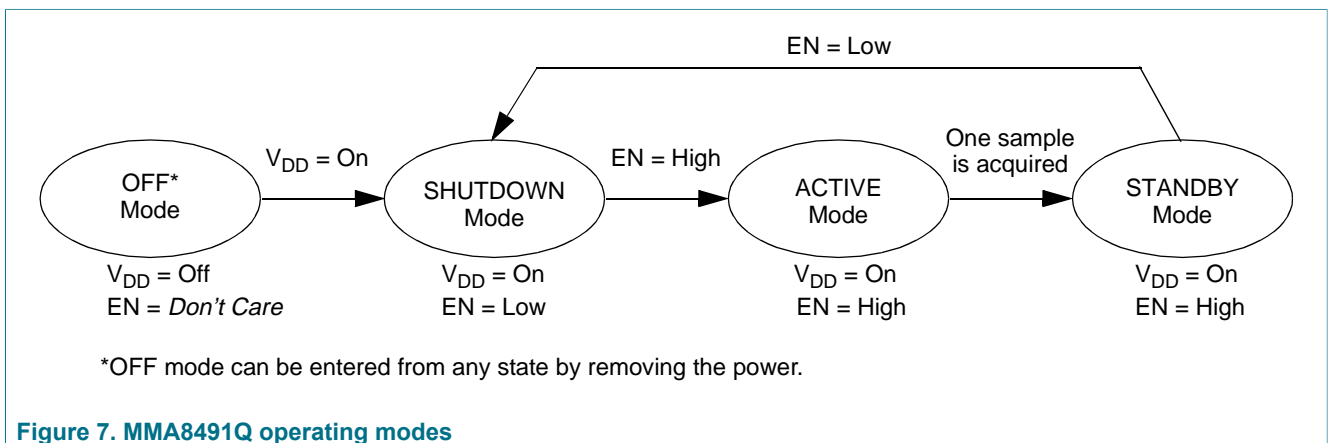 EN = Low
V_DD = On
EN = High
One sample
is acquired
OFF*
Mode
SHUTDOWN
Mode
ACTIVE
Mode
STANDBY
Mode
V_DD = Off
EN = Don't Care
V_DD = On
EN = Low
V_DD = On
EN = High
V_DD = On
EN = High
*OFF mode can be entered from any state by removing the power.
Figure 7. MMA8491Q operating modes